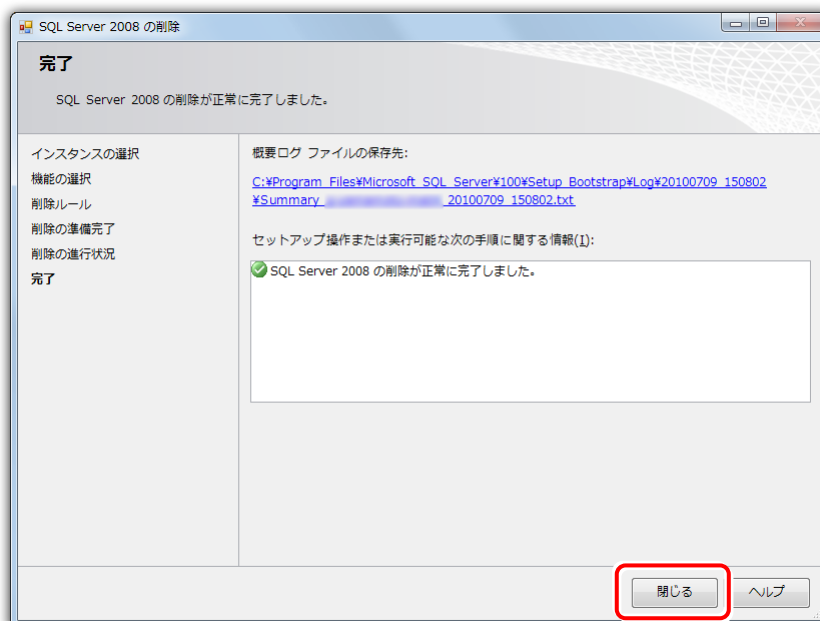 SQL Server 2008 の削除
完了
SQL Server 2008 の削除が正常に完了しました。
インスタンスの選択
機能の選択
削除ルール
削除の準備完了
削除の進行状況
完了
概要ログ ファイルの保存先:
C:¥Program Files¥Microsoft SQL Server¥100¥Setup Bootstrap¥Log¥20100709_150802
¥Summary_ _20100709_150802.txt
セットアップ操作または実行可能な次の手順に関する情報(I):
SQL Server 2008 の削除が正常に完了しました。
閉じる
ヘルプ